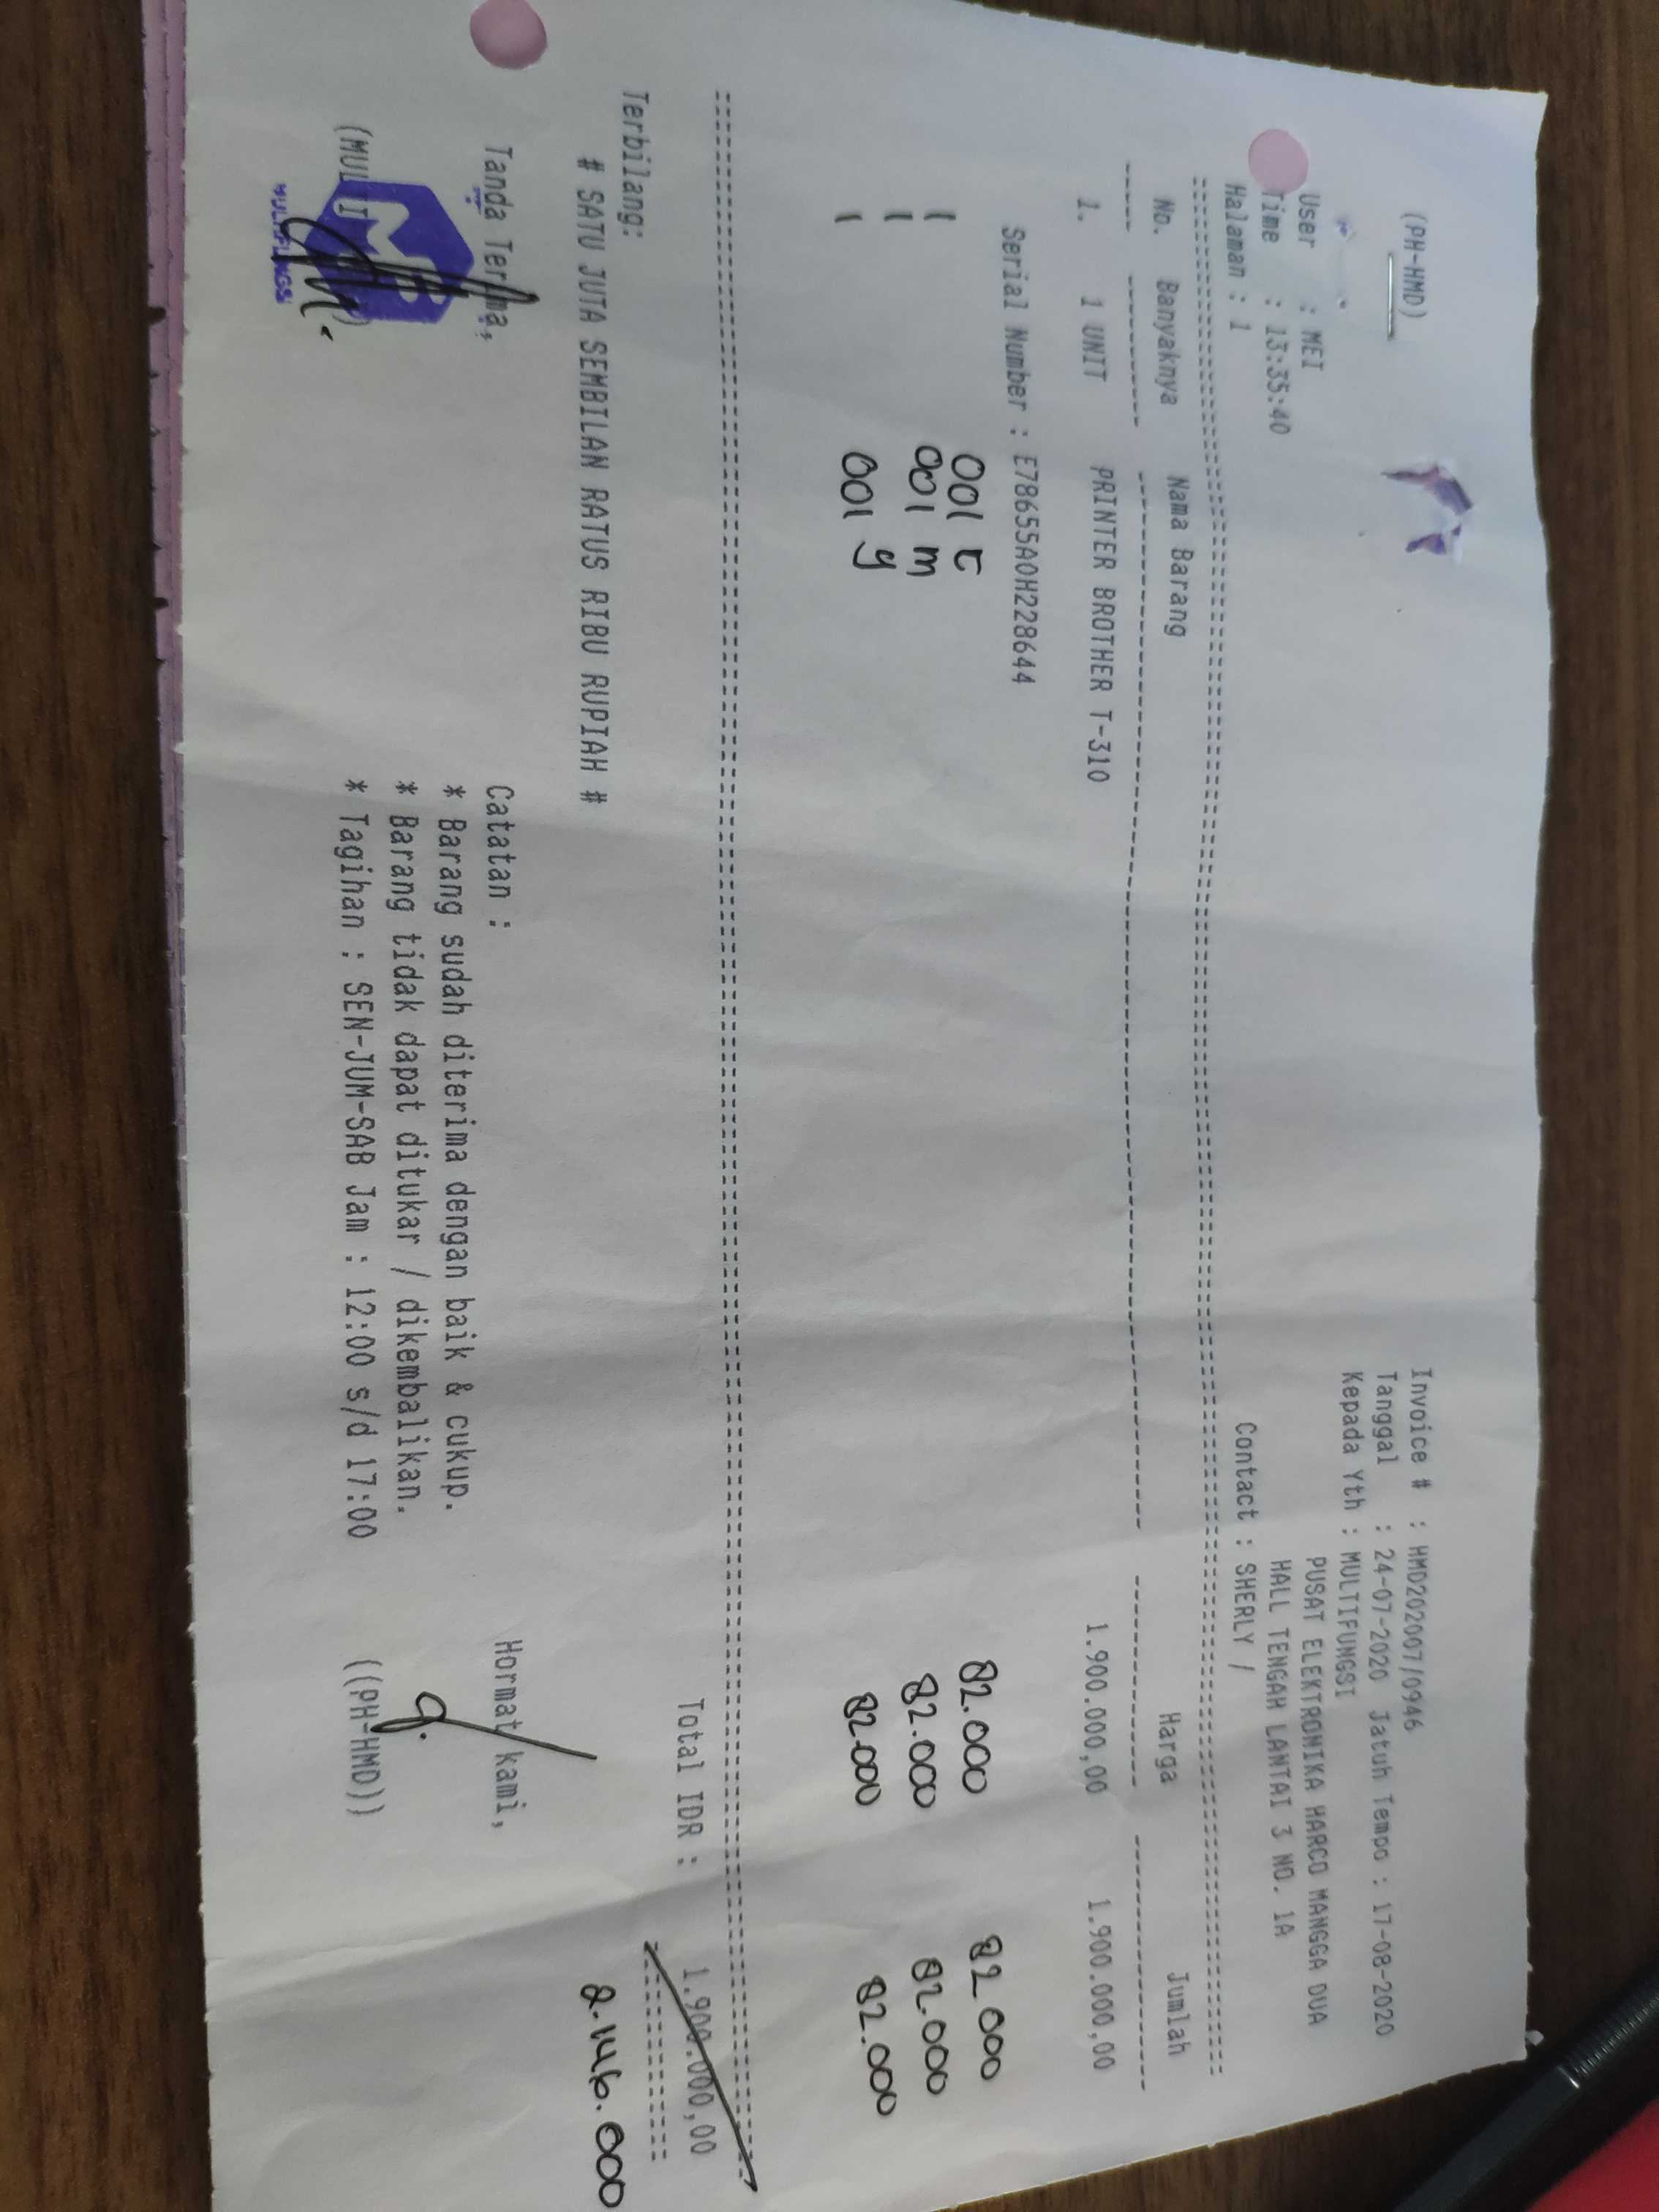 (PH-HMD)
Invoice # : HMD202007/0946
Tanggal : 24-07-2020 Jatuh Tempo : 17-08-2020
Kepada Yth : MULTIFUNGSI
User : MEI
PUSAT ELEKTRONIKA HARCO MANGGA DUA
Time : 13:35:40
HALL TENGAH LANTAI 3 NO. 1A
Halaman : 1
Contact : SHERLY /
No. Banyaknya Nama Barang Harga Jumlah
1. 1 UNIT PRINTER BROTHER T-310 1.900.000,00 1.900.000,00
Serial Number : E78655A0H228644
1 001 C 82.000 82.000
1 001 m 82.000 82.000
1 001 y 82.000 82.000
Total IDR : 1.900.000,00
Terbilang:
# SATU JUTA SEMBILAN RATUS RIBU RUPIAH #
2.146.000
Tanda Terima,
Catatan :
Hormat kami,
* Barang sudah diterima dengan baik & cukup.
* Barang tidak dapat ditukar / dikembalikan.
* Tagihan : SEN-JUM-SAB Jam : 12:00 s/d 17:00
((PH-HMD))